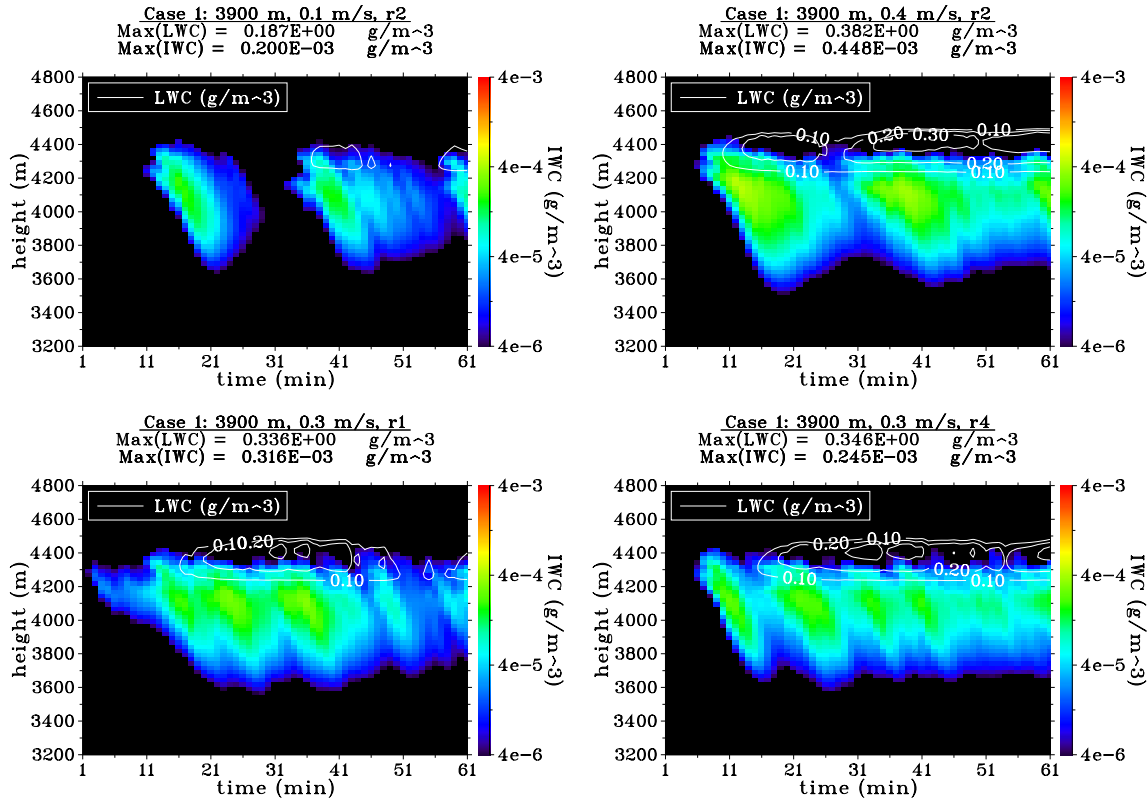 Case 1: 3900 m, 0.1 m/s, r2
Max(LWC) = 0.187E+00 g/m^3
Max(IWC) = 0.200E-03 g/m^3
4800
4600
4400
4200
4000
3800
3600
3400
3200
height (m)
LWC (g/m^3)
1 11 21 31 41 51 61
time (min)
4e-3
4e-4
4e-5
4e-6
IWC (g/m^3)
Case 1: 3900 m, 0.4 m/s, r2
Max(LWC) = 0.382E+00 g/m^3
Max(IWC) = 0.448E-03 g/m^3
4800
4600
4400
4200
4000
3800
3600
3400
3200
height (m)
LWC (g/m^3)
0.10 0.20 0.30 0.10
0.20
0.10 0.10
1 11 21 31 41 51 61
time (min)
4e-3
4e-4
4e-5
4e-6
IWC (g/m^3)
Case 1: 3900 m, 0.3 m/s, r1
Max(LWC) = 0.336E+00 g/m^3
Max(IWC) = 0.316E-03 g/m^3
4800
4600
4400
4200
4000
3800
3600
3400
3200
height (m)
LWC (g/m^3)
0.10 0.20
0.10
1 11 21 31 41 51 61
time (min)
4e-3
4e-4
4e-5
4e-6
IWC (g/m^3)
Case 1: 3900 m, 0.3 m/s, r4
Max(LWC) = 0.346E+00 g/m^3
Max(IWC) = 0.245E-03 g/m^3
4800
4600
4400
4200
4000
3800
3600
3400
3200
height (m)
LWC (g/m^3)
0.20 0.10
0.20
0.10 0.10
1 11 21 31 41 51 61
time (min)
4e-3
4e-4
4e-5
4e-6
IWC (g/m^3)